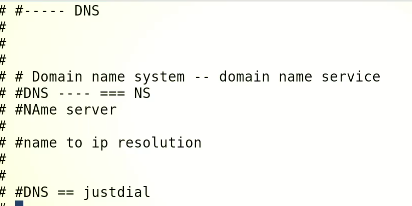 # #----- DNS
#
#
#
# # Domain name system -- domain name service
# #DNS ---- === NS
# #NAme server
#
# #name to ip resolution
#
#
# #DNS == justdial
#